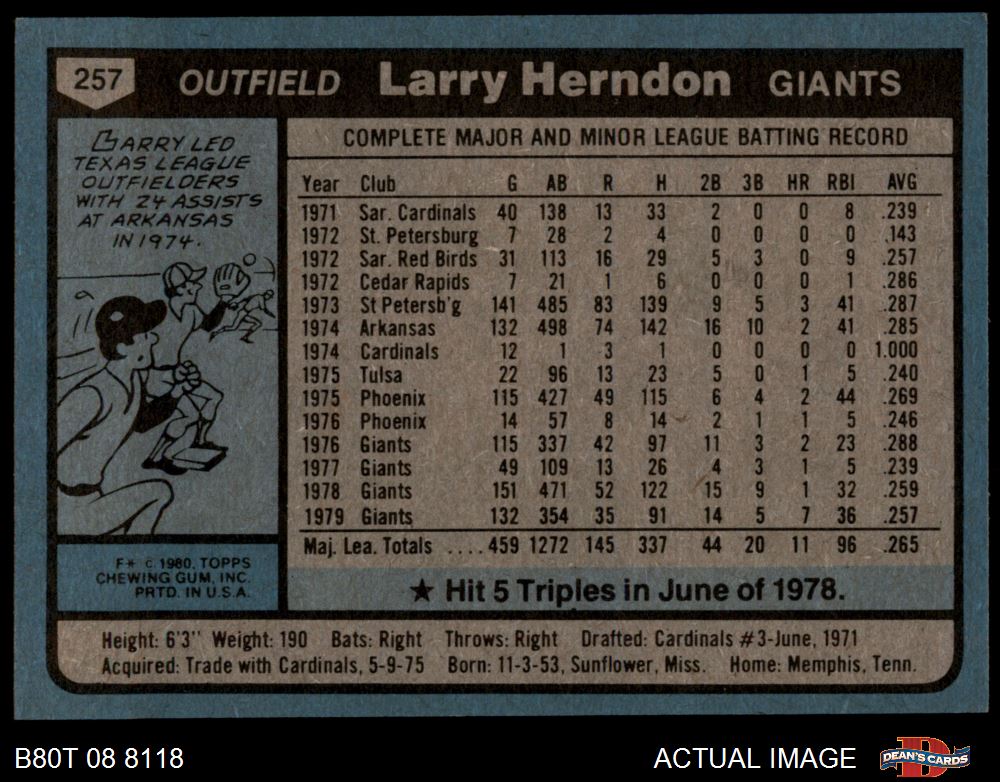 257 OUTFIELD Larry Herndon GIANTS
LARRY LED
TEXAS LEAGUE
OUTFIELDERS
WITH 24 ASSISTS
AT ARKANSAS
IN 1974.
F* © 1980, TOPPS
CHEWING GUM, INC.
PRTD. IN U.S.A.
COMPLETE MAJOR AND MINOR LEAGUE BATTING RECORD
Year Club G AB R H 2B 3B HR RBI AVG
1971 Sar. Cardinals 40 138 13 33 2 0 0 8 .239
1972 St. Petersburg 7 28 2 4 0 0 0 0 .143
1972 Sar. Red Birds 31 113 16 29 5 3 0 9 .257
1972 Cedar Rapids 7 21 1 6 0 0 0 1 .286
1973 St Petersb'g 141 485 83 139 9 5 3 41 .287
1974 Arkansas 132 498 74 142 16 10 2 41 .285
1974 Cardinals 12 1 3 1 0 0 0 0 1.000
1975 Tulsa 22 96 13 23 5 0 1 5 .240
1975 Phoenix 115 427 49 115 6 4 2 44 .269
1976 Phoenix 14 57 8 14 2 1 1 5 .246
1976 Giants 115 337 42 97 11 3 2 23 .288
1977 Giants 49 109 13 26 4 3 1 5 .239
1978 Giants 151 471 52 122 15 9 1 32 .259
1979 Giants 132 354 35 91 14 5 7 36 .257
Maj. Lea. Totals .... 459 1272 145 337 44 20 11 96 .265
★ Hit 5 Triples in June of 1978.
Height: 6'3" Weight: 190 Bats: Right Throws: Right Drafted: Cardinals #3-June, 1971
Acquired: Trade with Cardinals, 5-9-75 Born: 11-3-53, Sunflower, Miss. Home: Memphis, Tenn.
B80T 08 8118 ACTUAL IMAGE D DEAN'S CARDS